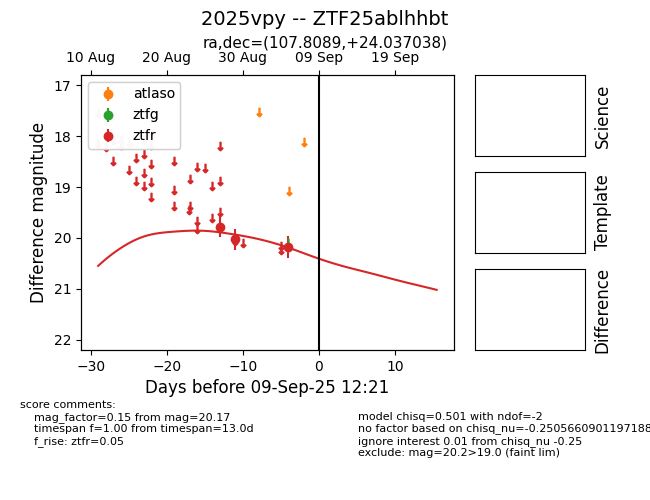 2025vpy -- ZTF25ablhhbt
ra,dec=(107.8089,+24.037038)
10 Aug 20 Aug 30 Aug 09 Sep 19 Sep
atlaso
ztfg
ztfr
17
18
19
20
21
22
Difference magnitude
−30 −20 −10 0 10
Days before 09-Sep-25 12:21
Science
Template
Difference
score comments:
mag_factor=0.15 from mag=20.17
timespan f=1.00 from timespan=13.0d
f_rise: ztfr=0.05
model chisq=0.501 with ndof=-2
no factor based on chisq_nu=-0.2505660901197188
ignore interest 0.01 from chisq_nu -0.25
exclude: mag=20.2>19.0 (faint lim)